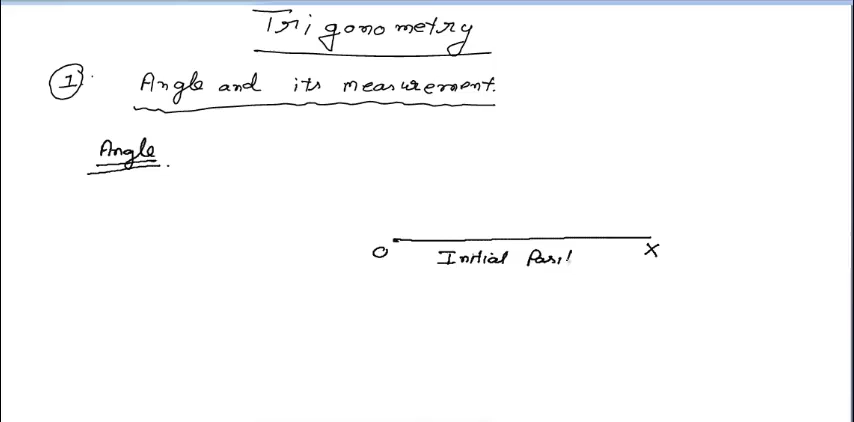 Trigonometry
1. Angle and its measurement.
Angle.
O X
Initial Posi